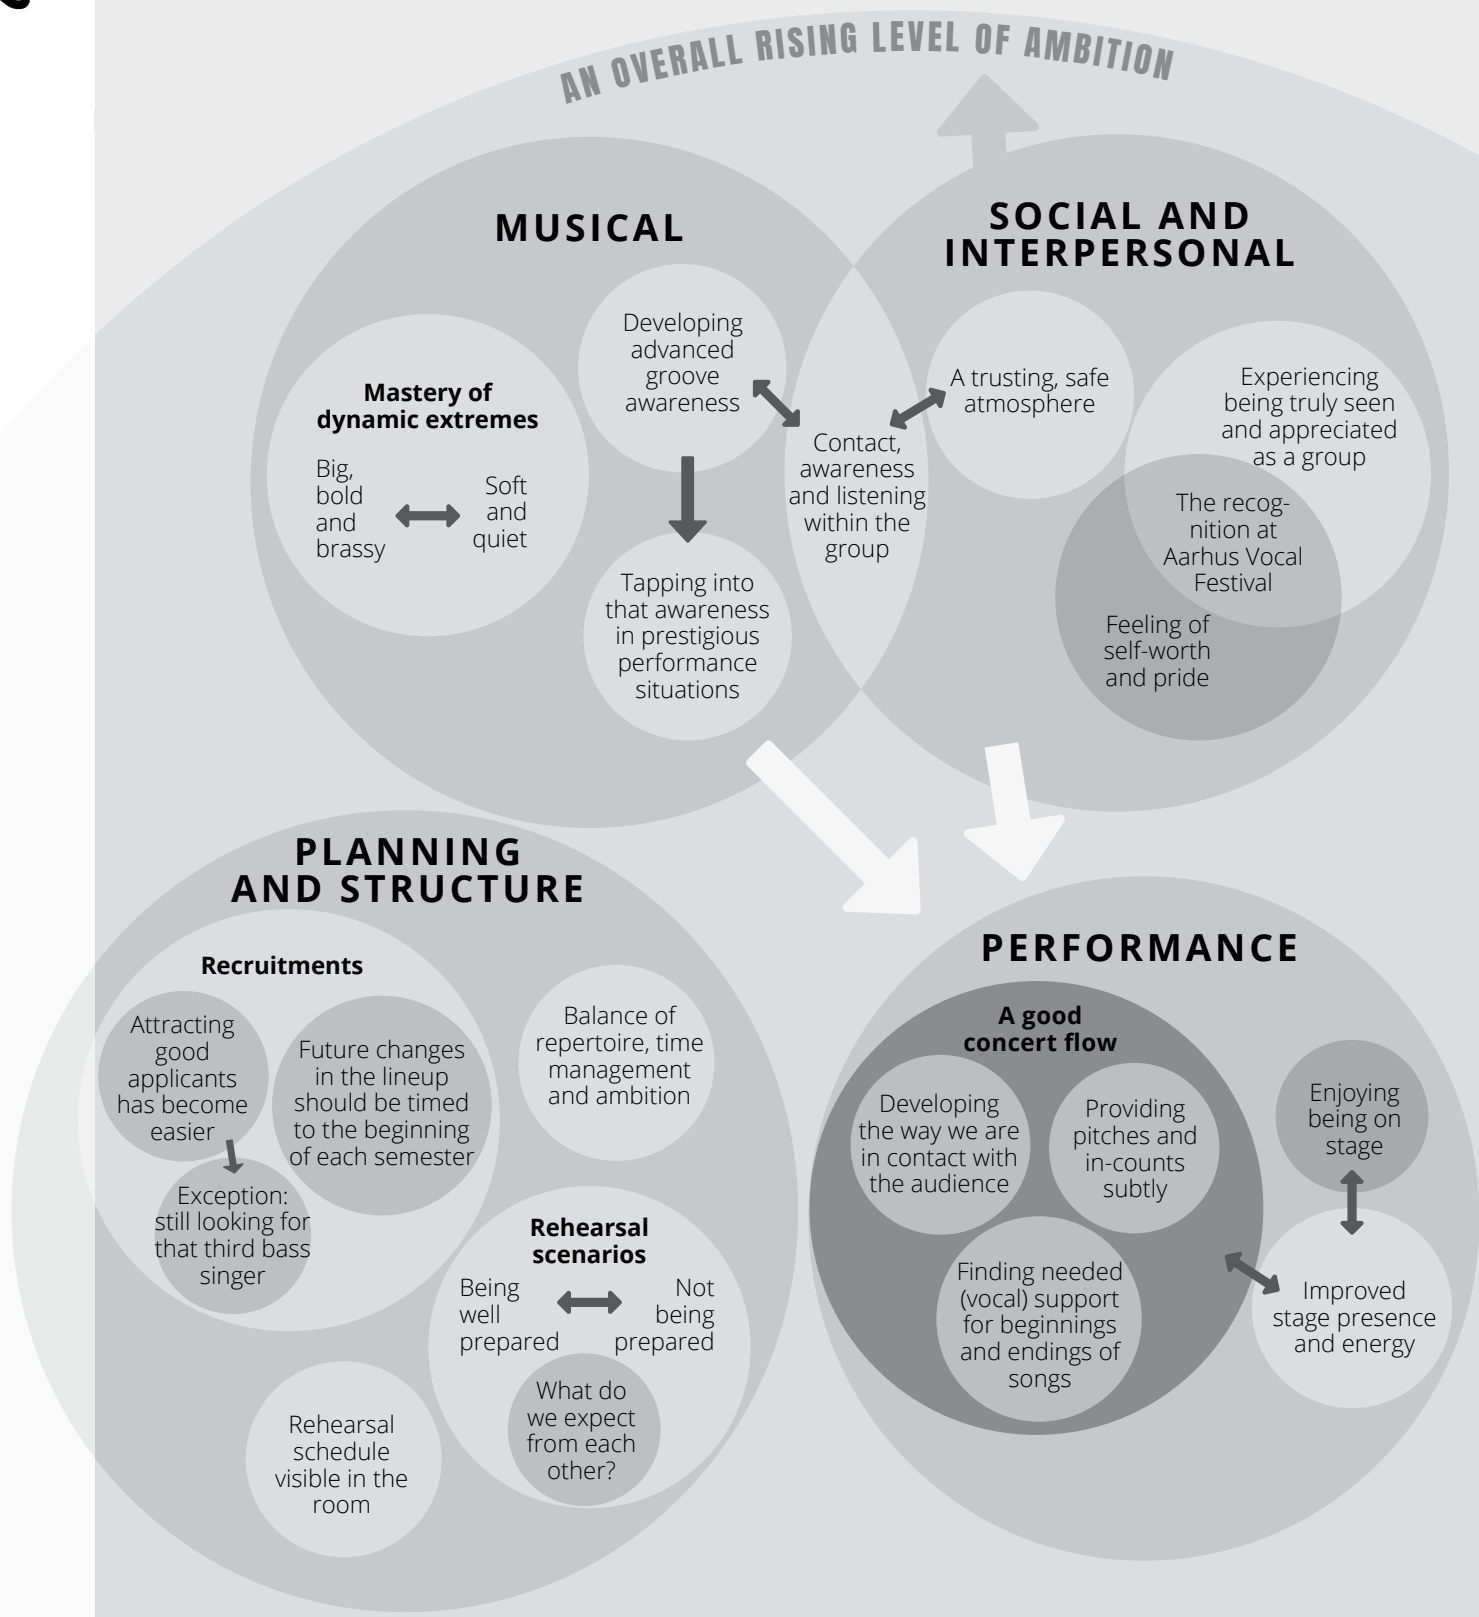 AN OVERALL RISING LEVEL OF AMBITION
MUSICAL
Mastery of
dynamic extremes
Big,
bold
and
brassy
Soft
and
quiet
Developing
advanced
groove
awareness
Tapping into
that awareness
in prestigious
performance
situations
Contact,
awareness
and listening
within the
group
SOCIAL AND
INTERPERSONAL
A trusting, safe
atmosphere
Experiencing
being truly seen
and appreciated
as a group
The recog-
nition at
Aarhus Vocal
Festival
Feeling of
self-worth
and pride
PLANNING
AND STRUCTURE
Recruitments
Attracting
good
applicants
has become
easier
Future changes
in the lineup
should be timed
to the beginning
of each semester
Exception:
still looking for
that third bass
singer
Balance of
repertoire, time
management
and ambition
Rehearsal
scenarios
Being
well
prepared
Not
being
prepared
What do
we expect
from each
other?
Rehearsal
schedule
visible in the
room
PERFORMANCE
A good
concert flow
Developing
the way we are
in contact with
the audience
Providing
pitches and
in-counts
subtly
Finding needed
(vocal) support
for beginnings
and endings of
songs
Enjoying
being on
stage
Improved
stage presence
and energy